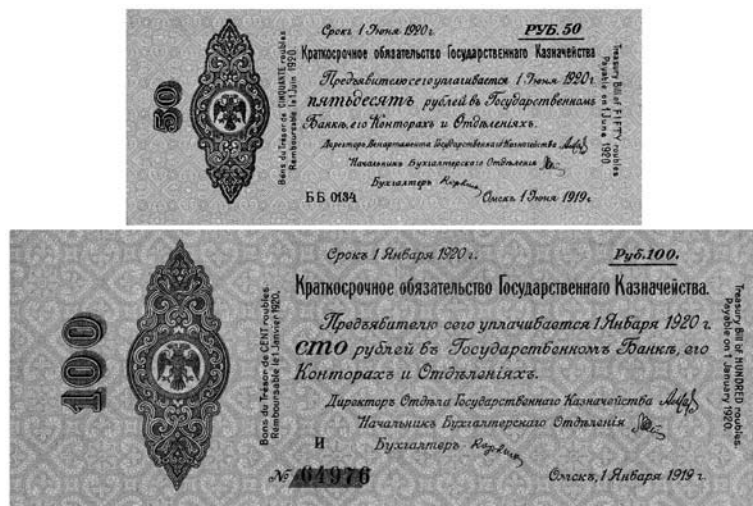 50
Bons du Trésor de CINQUANTE roubles
Remboursable le 1 Juin 1920.
Срокъ 1 Июня 1920 г.
РУБ. 50
Краткосрочное обязательство Государственнаго Казначейства
Предъявителю сего уплачивается 1 Июня 1920 г.
пятьдесятъ рублей въ Государственномъ
Банкѣ, его Конторахъ и Отдѣленіяхъ.
Директоръ Департамента Государственнаго Казначейства
Начальникъ Бухгалтерскаго Отдѣленія
Бухгалтеръ
ББ 0134
Омскъ 1 Июня 1919 г.
Treasury Bill of FIFTY roubles
Payable on 1 June 1920.
100
Bons du Tresor de CENT roubles.
Remboursable le 1 Janvier 1920.
Срокъ 1 Января 1920 г.
Руб. 100.
Краткосрочное обязательство Государственнаго Казначейства.
Предъявителю сего уплачивается 1 Января 1920 г.
СТО рублей въ Государственномъ Банкѣ, его
Конторахъ и Отдѣленіяхъ.
Директоръ Отдѣла Государственнаго Казначейства
Начальникъ Бухгалтерскаго Отдѣленія
И Бухгалтеръ
№ 64976
Омскъ, 1 Января 1919 г.
Treasury Bill of HUNDRED roubles.
Payable on 1 January 1920.